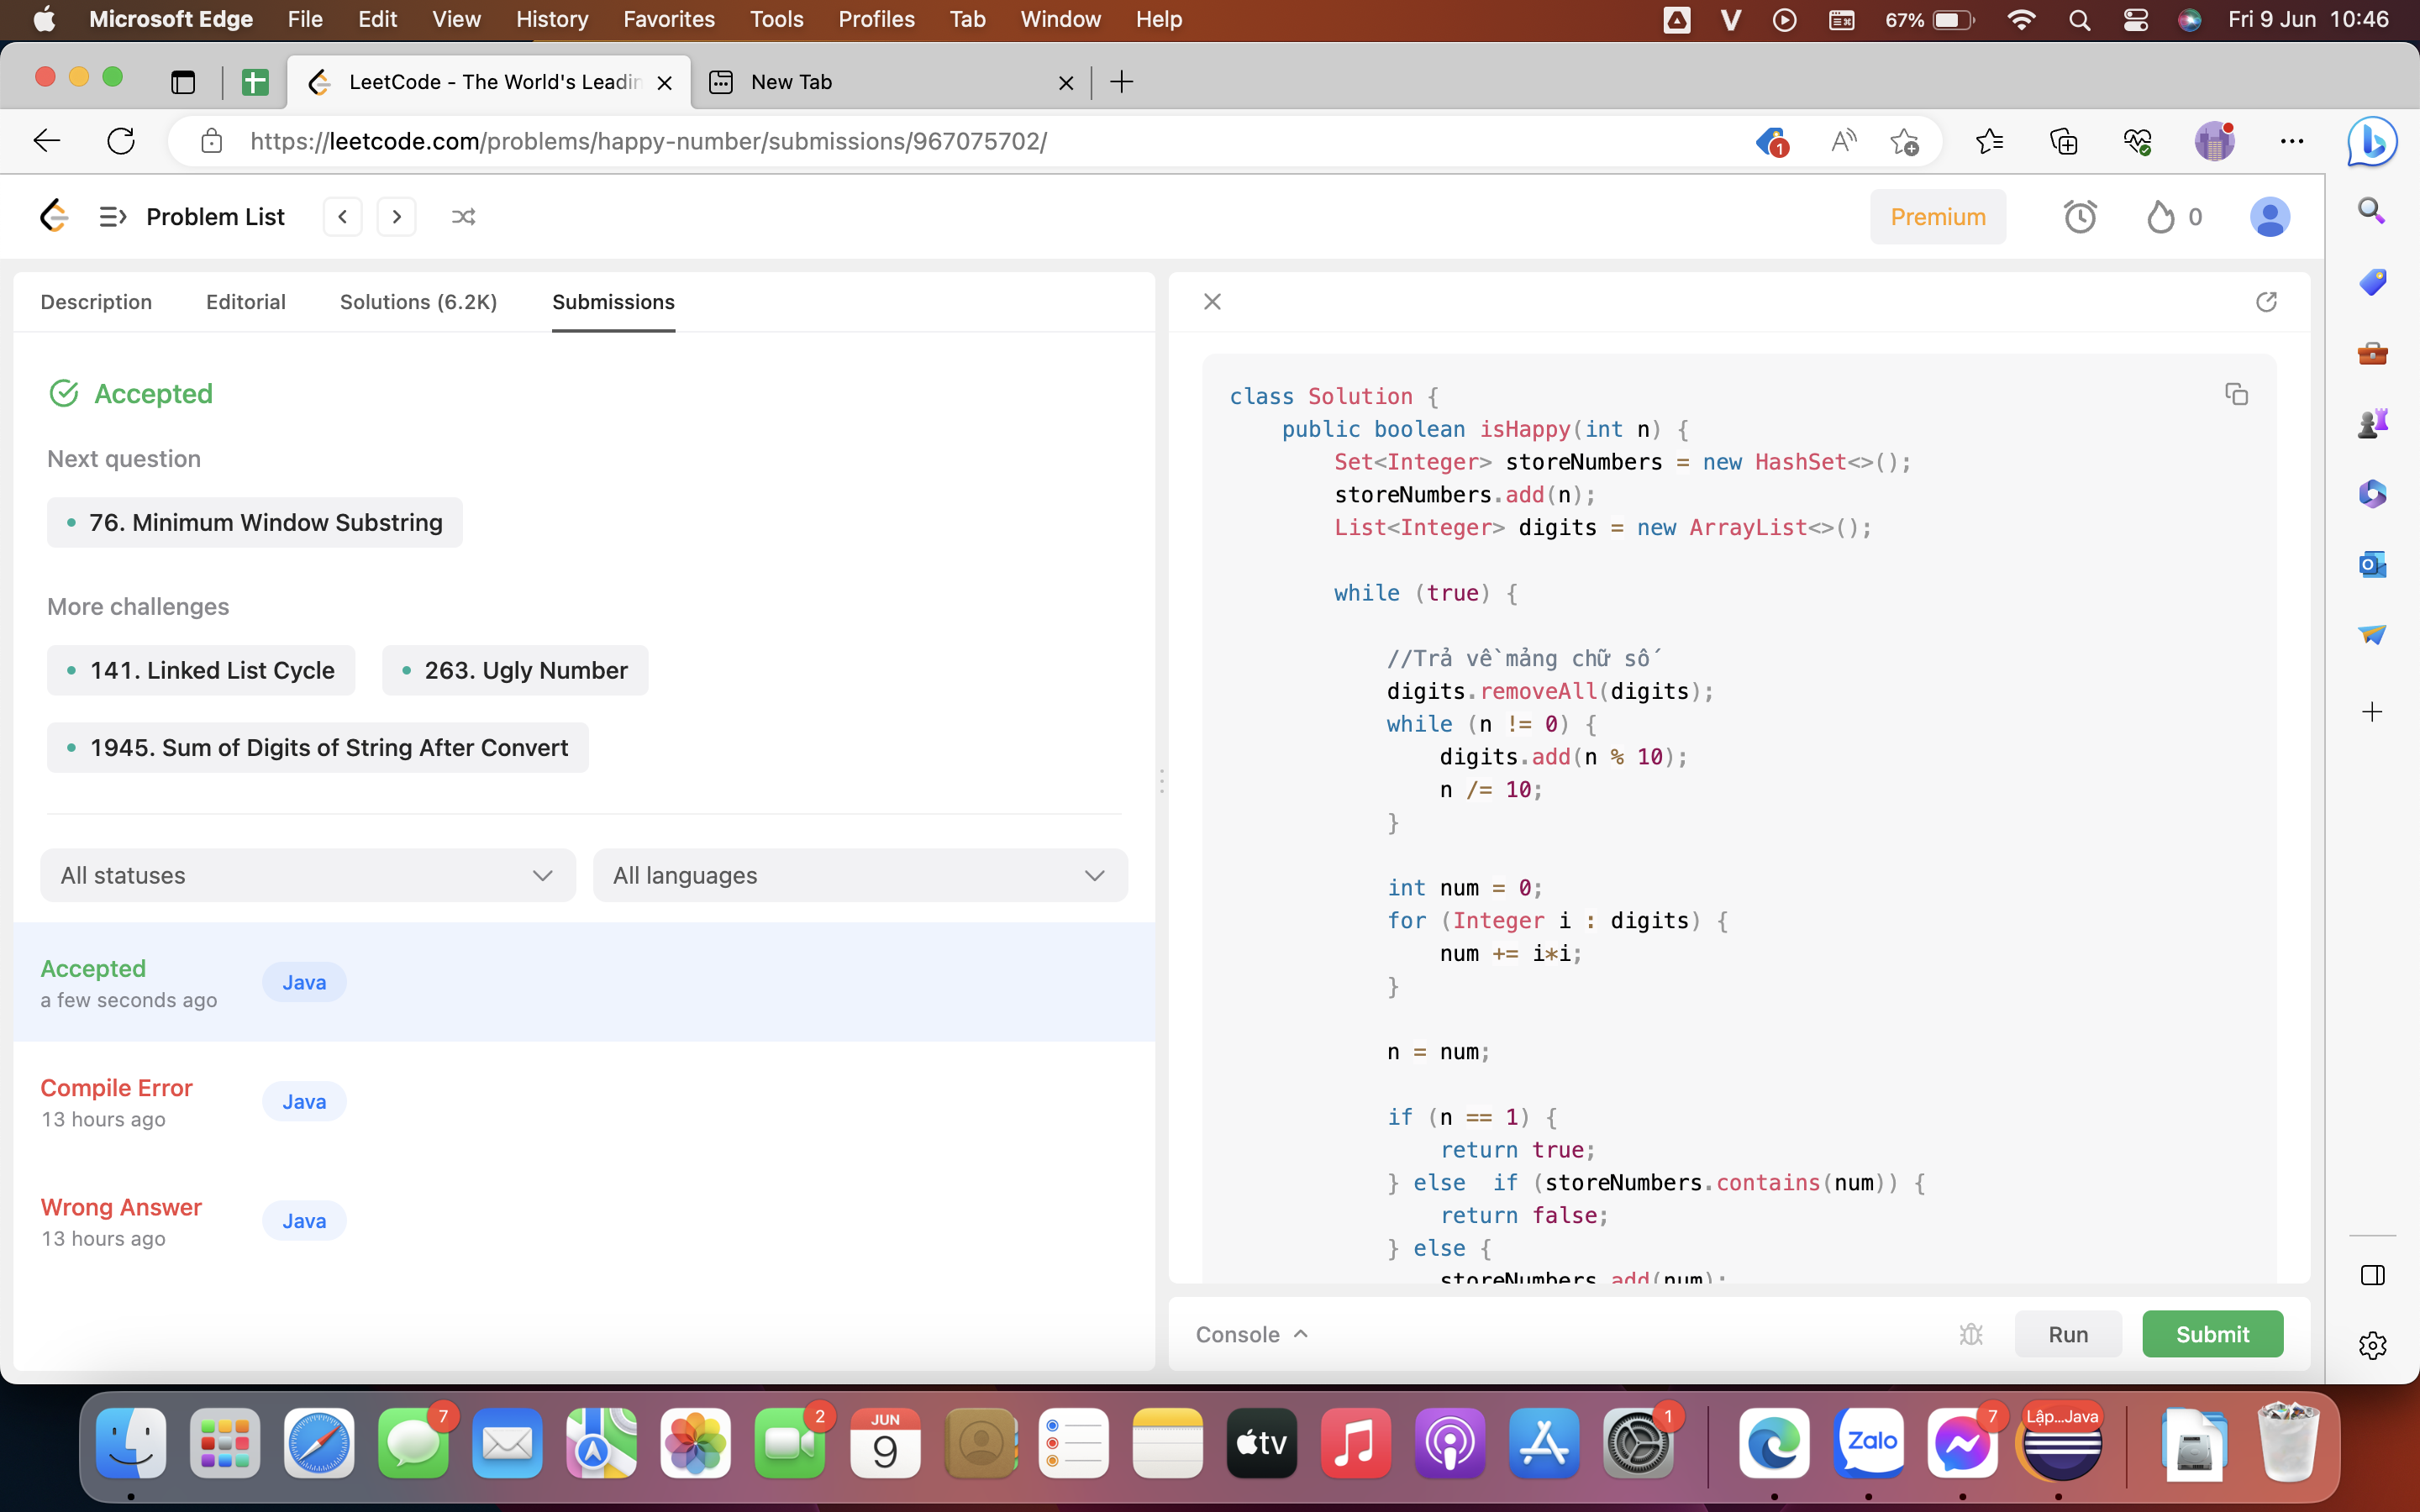 Microsoft Edge File Edit View History Favorites Tools Profiles Tab Window Help V 67% Fri 9 Jun 10:46
LeetCode - The World's Leadin New Tab
https://leetcode.com/problems/happy-number/submissions/967075702/ 1
Problem List Premium 0
Description Editorial Solutions (6.2K) Submissions
Accepted
Next question
76. Minimum Window Substring
More challenges
141. Linked List Cycle 263. Ugly Number
1945. Sum of Digits of String After Convert
All statuses All languages
Accepted Java
a few seconds ago
Compile Error Java
13 hours ago
Wrong Answer Java
13 hours ago
class Solution {
public boolean isHappy(int n) {
Set<Integer> storeNumbers = new HashSet<>();
storeNumbers.add(n);
List<Integer> digits = new ArrayList<>();
while (true) {
//Trả về mảng chữ số
digits.removeAll(digits);
while (n != 0) {
digits.add(n % 10);
n /= 10;
}
int num = 0;
for (Integer i : digits) {
num += i*i;
}
n = num;
if (n == 1) {
return true;
} else  if (storeNumbers.contains(num)) {
return false;
} else {
storeNumbers.add(num);
Console Run Submit
7 2 JUN 9 tv 1 Zalo 7 Lập...Java